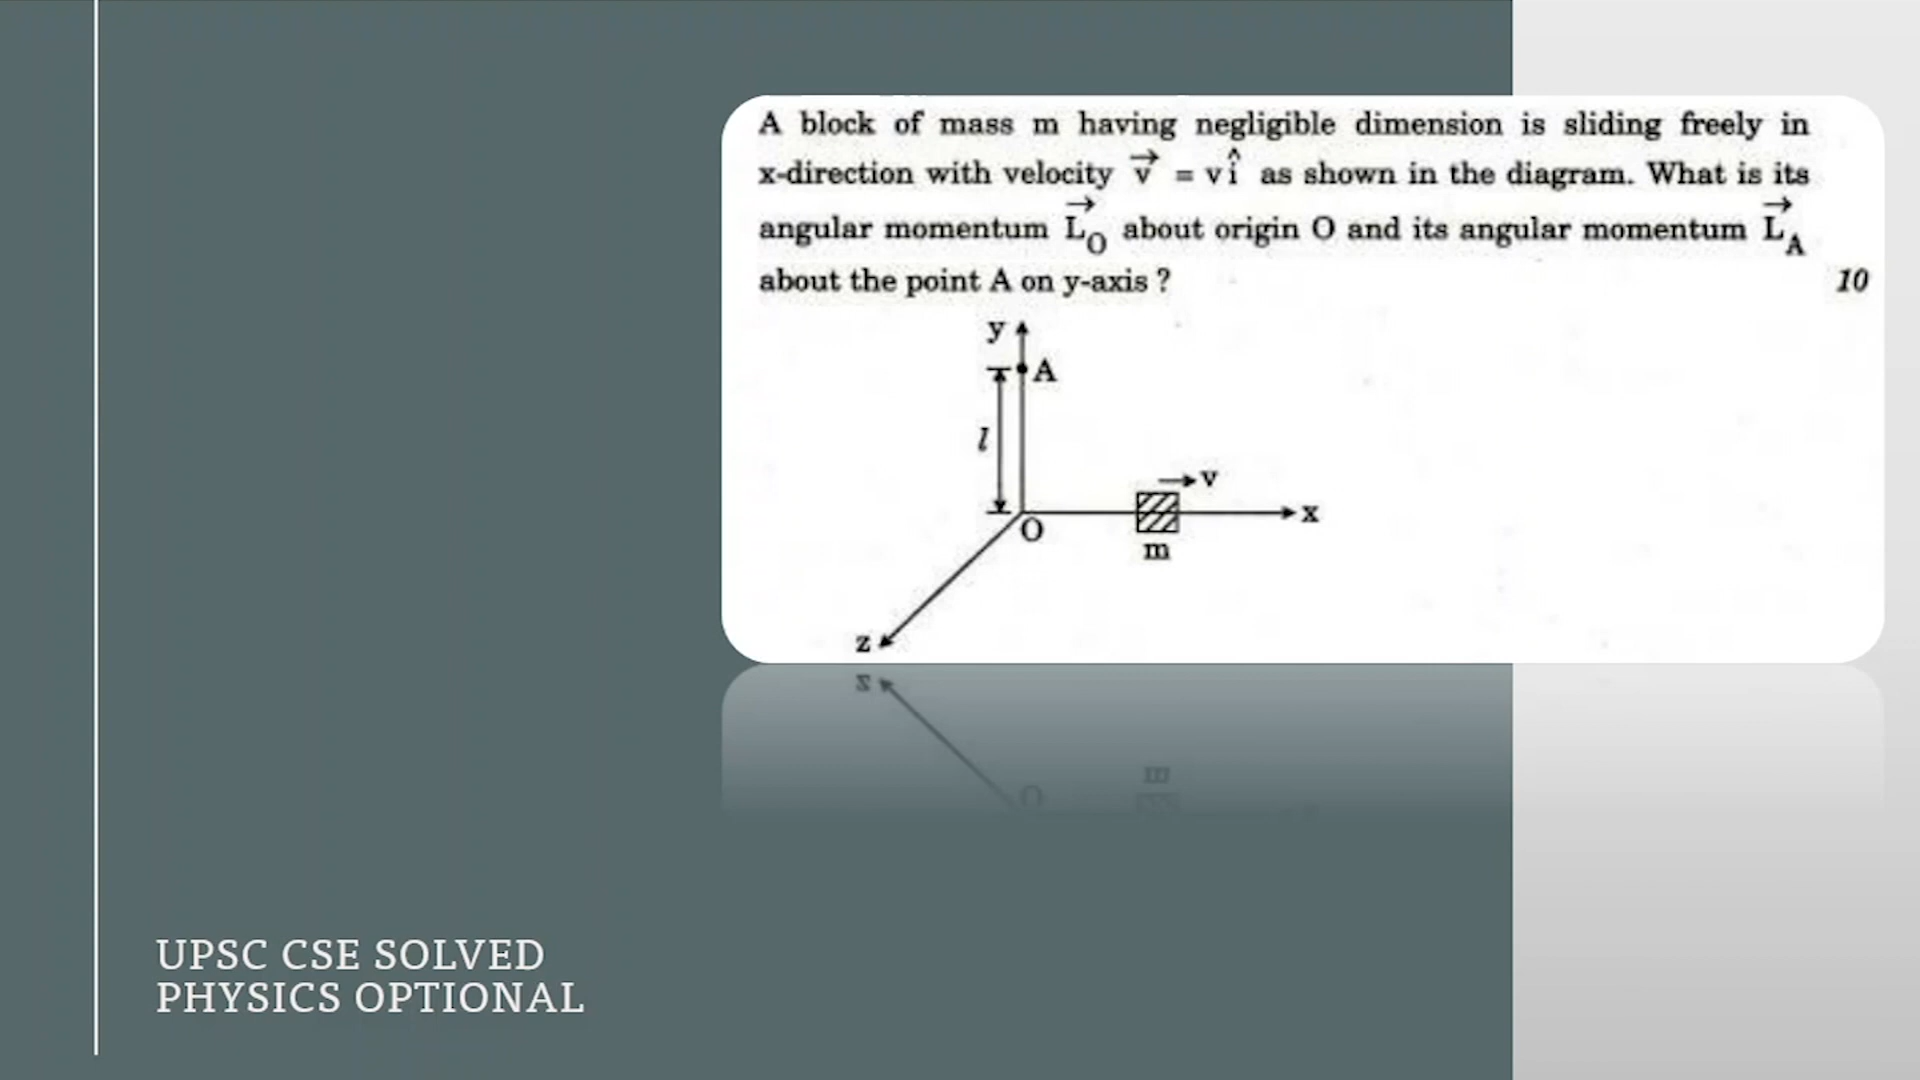 A block of mass m having negligible dimension is sliding freely in
x-direction with velocity v⃗ = v î as shown in the diagram. What is its
angular momentum L⃗_O about origin O and its angular momentum L⃗_A
about the point A on y-axis ?
10
y
A
l
v
O
x
m
z
z
O
m
UPSC CSE SOLVED
PHYSICS OPTIONAL